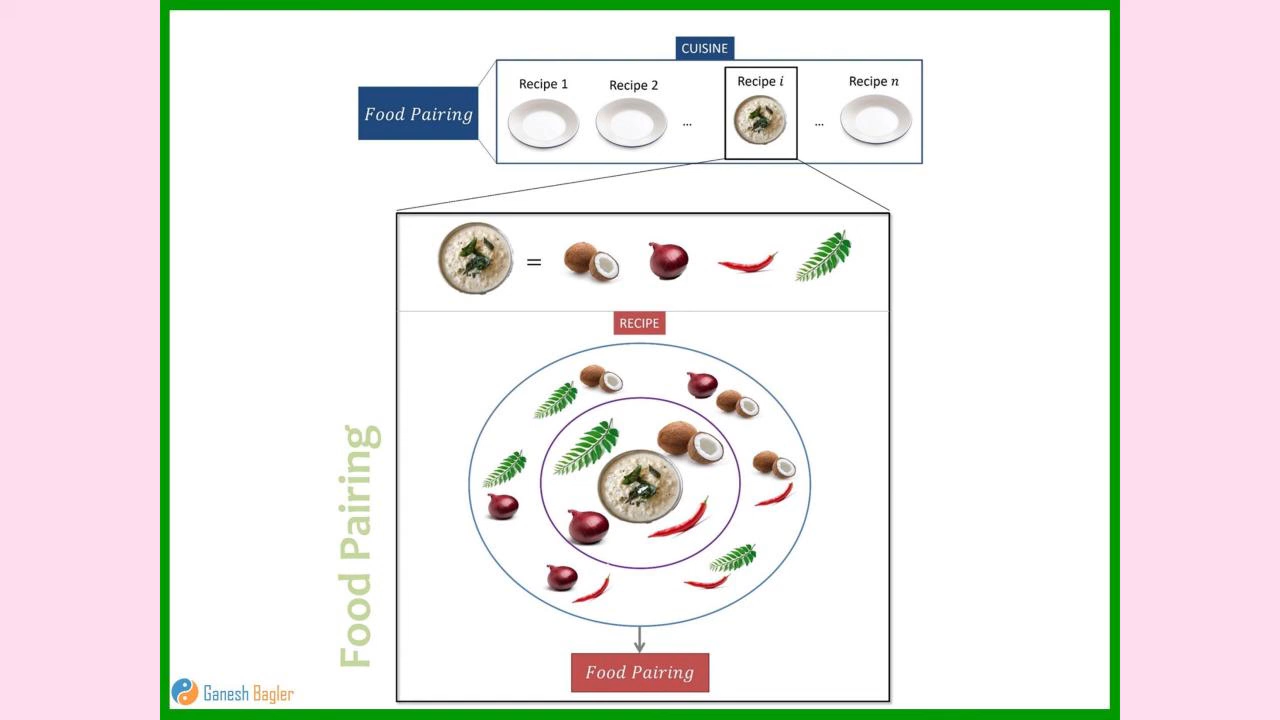 CUISINE
Recipe 1
Recipe 2
...
Recipe i
...
Recipe n
Food Pairing
=
RECIPE
Food Pairing
Food Pairing
Ganesh Bagler